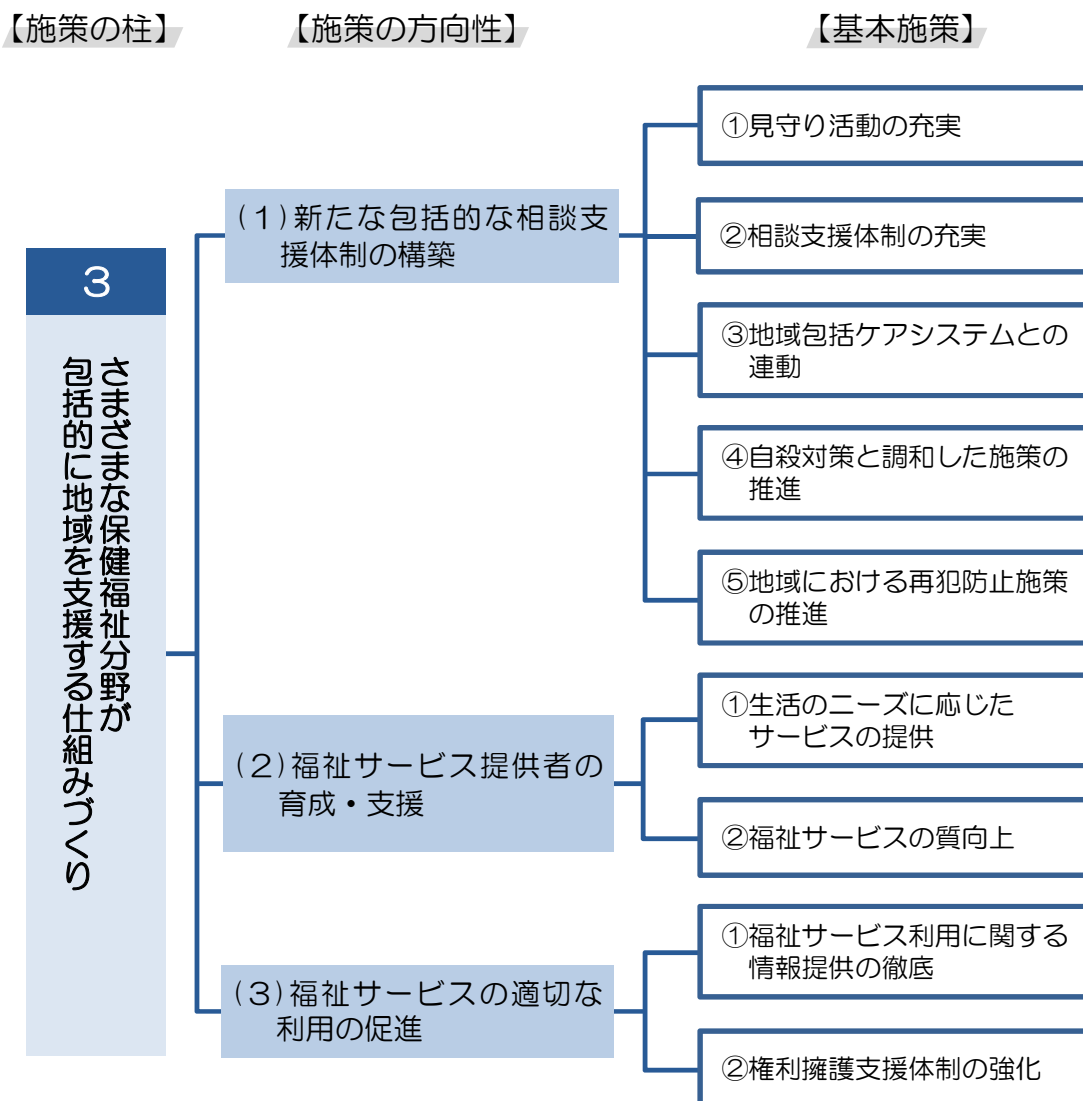 【施策の柱】
【施策の方向性】
【基本施策】
3
さまざまな保健福祉分野が
包括的に地域を支援する仕組みづくり
(1)新たな包括的な相談支
援体制の構築
①見守り活動の充実
②相談支援体制の充実
③地域包括ケアシステムとの
連動
④自殺対策と調和した施策の
推進
⑤地域における再犯防止施策
の推進
(2)福祉サービス提供者の
育成・支援
①生活のニーズに応じた
サービスの提供
②福祉サービスの質向上
(3)福祉サービスの適切な
利用の促進
①福祉サービス利用に関する
情報提供の徹底
②権利擁護支援体制の強化